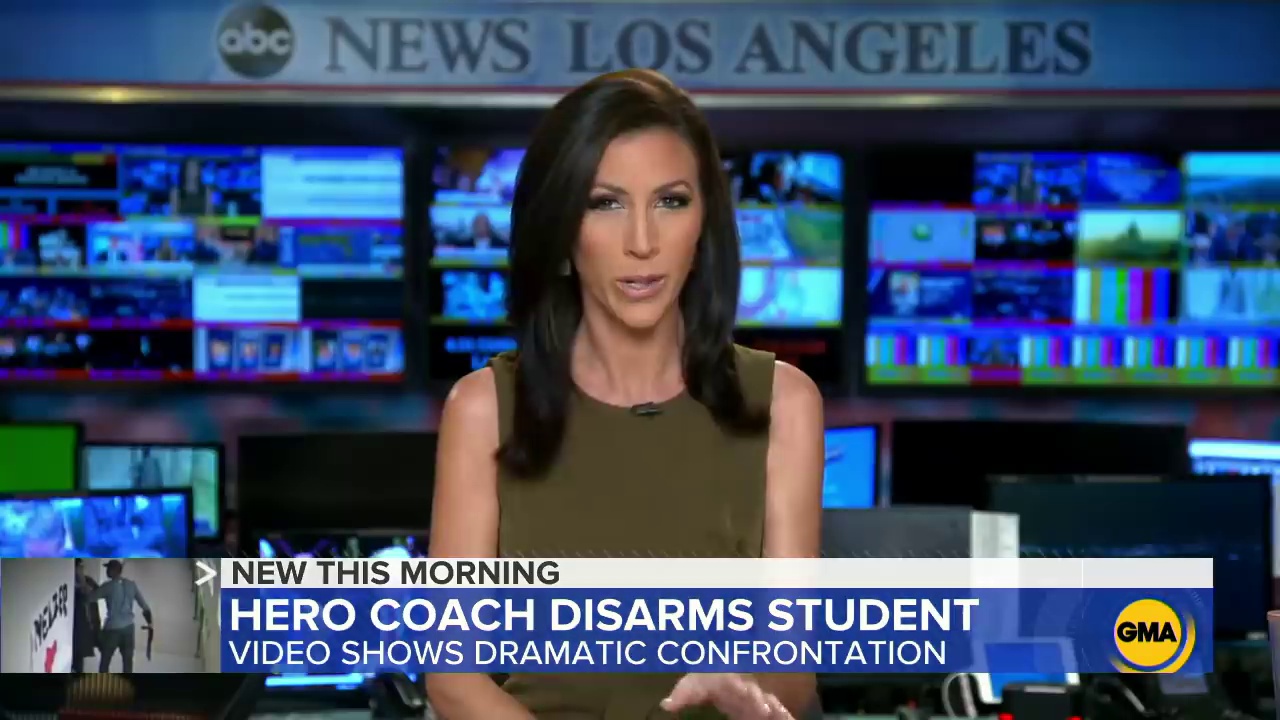 abc NEWS LOS ANGELES
NEW THIS MORNING
HERO COACH DISARMS STUDENT
VIDEO SHOWS DRAMATIC CONFRONTATION
GMA